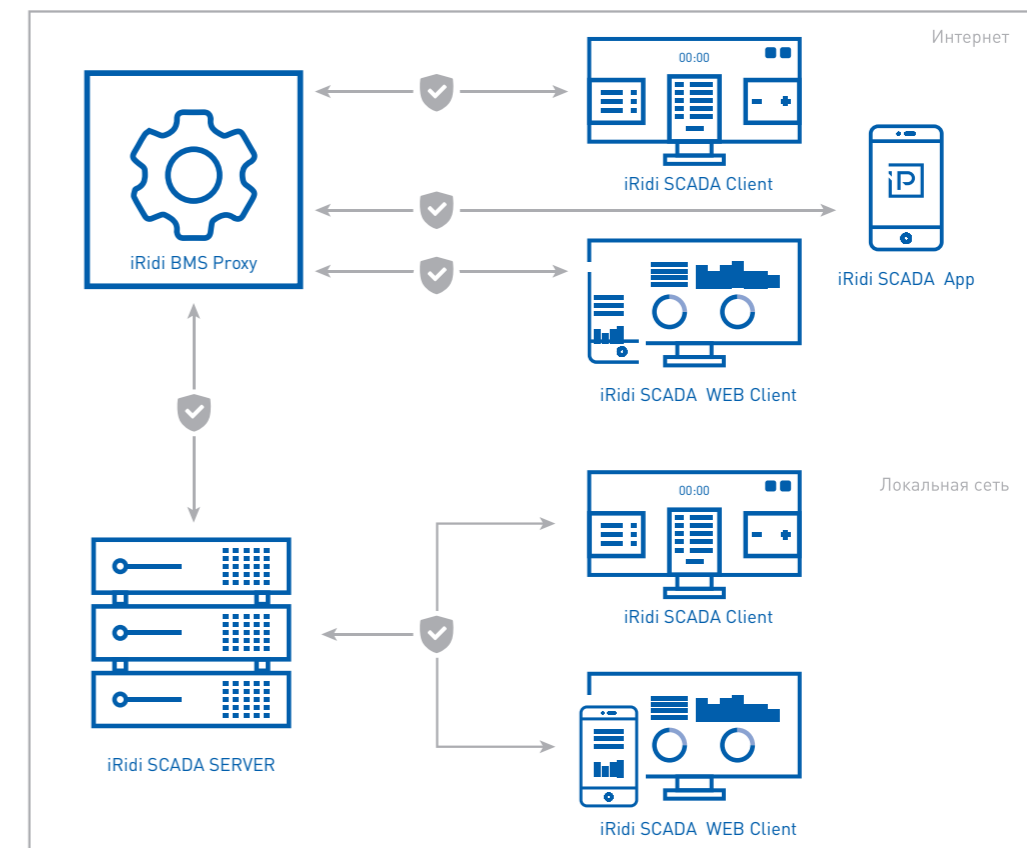 Интернет
00:00
iRidi SCADA Client
iP
iRidi BMS Proxy
iRidi SCADA App
iRidi SCADA WEB Client
Локальная сеть
00:00
iRidi SCADA Client
iRidi SCADA SERVER
iRidi SCADA WEB Client